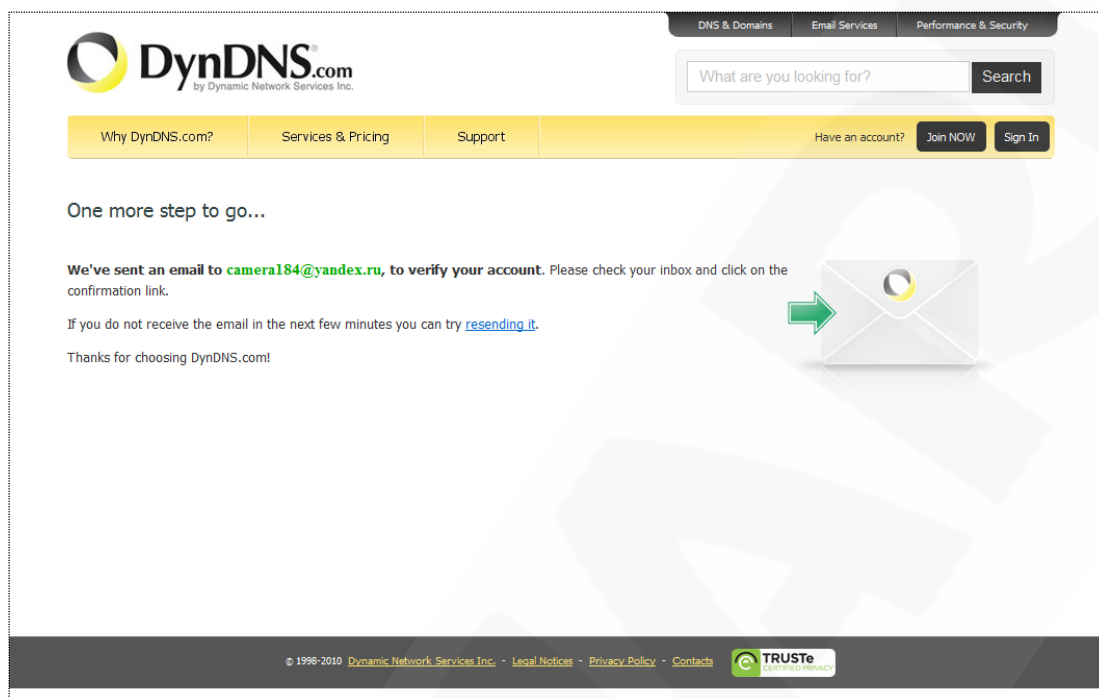 DNS & Domains Email Services Performance & Security
DynDNS.com
by Dynamic Network Services Inc.
What are you looking for? Search
Why DynDNS.com? Services & Pricing Support Have an account? Join NOW Sign In
One more step to go...
We've sent an email to camera184@yandex.ru, to verify your account. Please check your inbox and click on the
confirmation link.
If you do not receive the email in the next few minutes you can try resending it.
Thanks for choosing DynDNS.com!
© 1998-2010 Dynamic Network Services Inc. - Legal Notices - Privacy Policy - Contacts TRUSTe
CERTIFIED PRIVACY